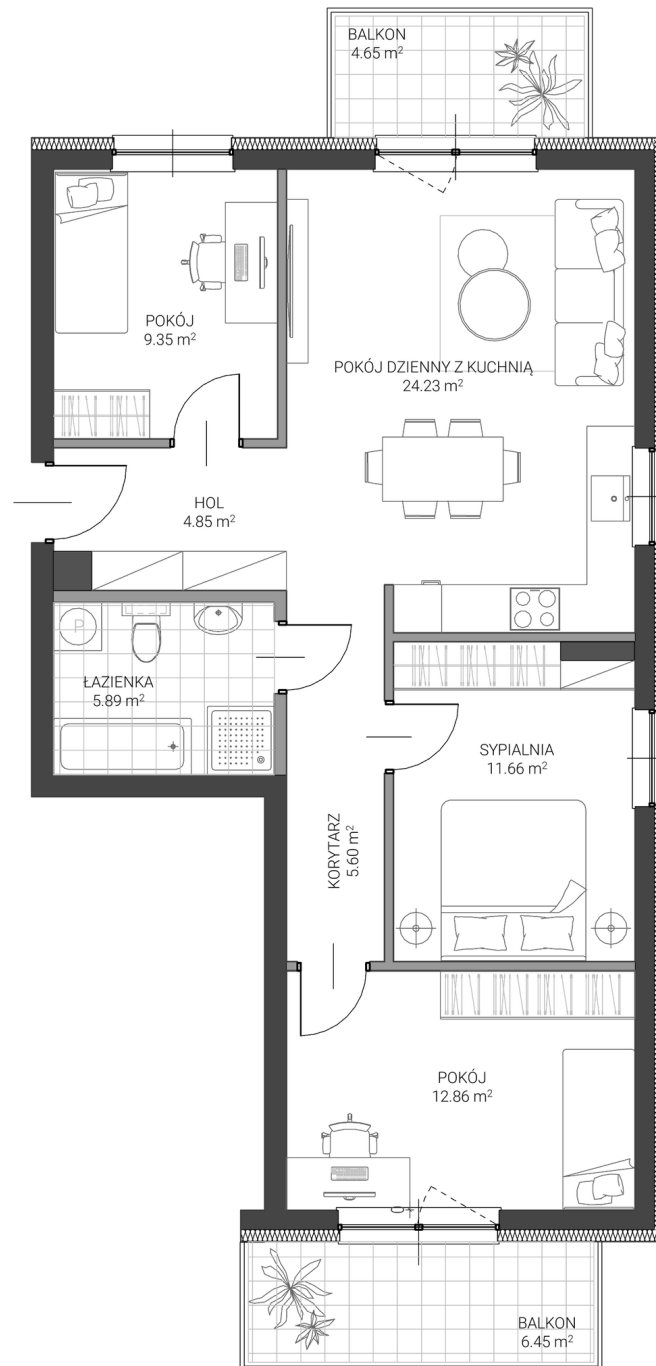 BALKON
4.65 m²
POKÓJ
9.35 m²
POKÓJ DZIENNY Z KUCHNIĄ
24.23 m²
HOL
4.85 m²
P
ŁAZIENKA
5.89 m²
SYPIALNIA
11.66 m²
KORYTARZ
5.60 m²
POKÓJ
12.86 m²
BALKON
6.45 m²